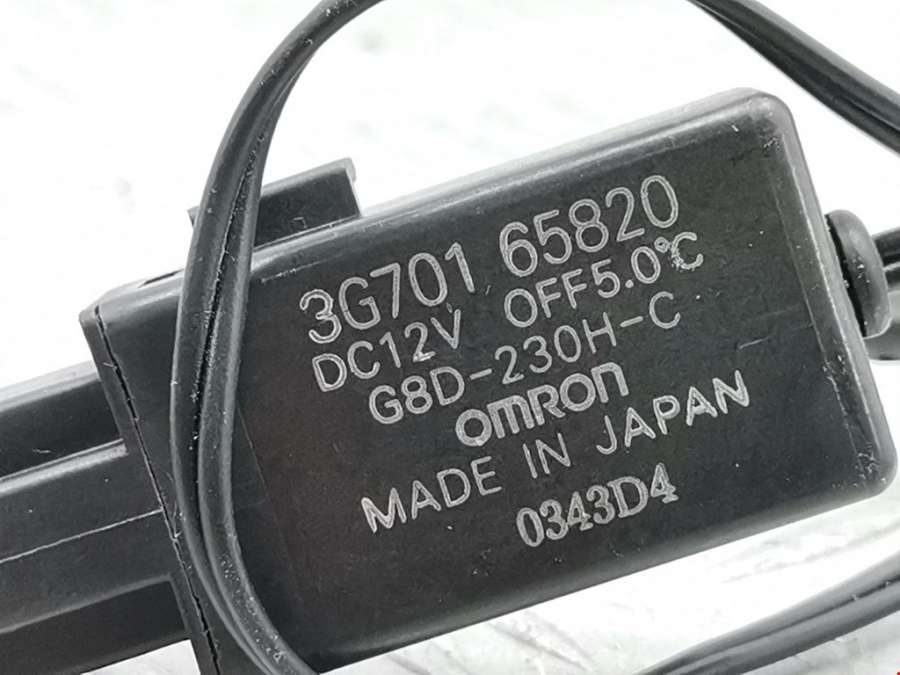 3G701 65820
DC12V OFF5.0℃
G8D-230H-C
OMRON
MADE IN JAPAN
0343D4